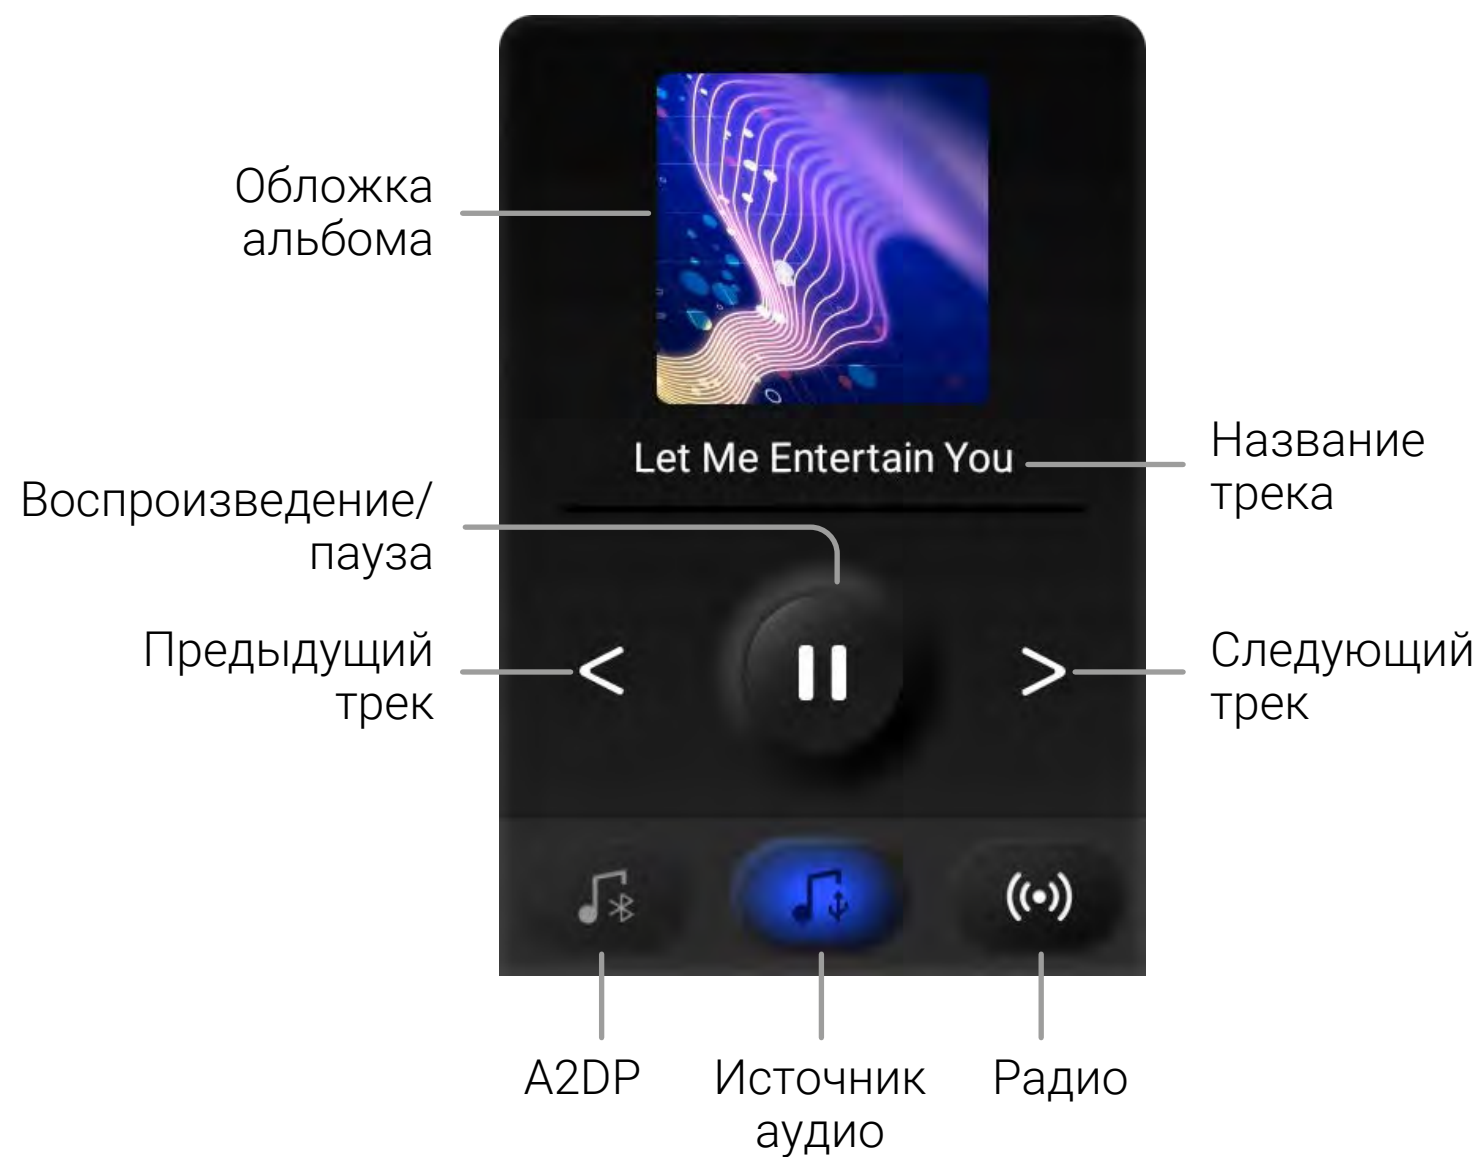 Обложка
альбома
Let Me Entertain You
Название
трека
Воспроизведение/
пауза
Предыдущий
трек
Следующий
трек
A2DP
Источник
аудио
Радио